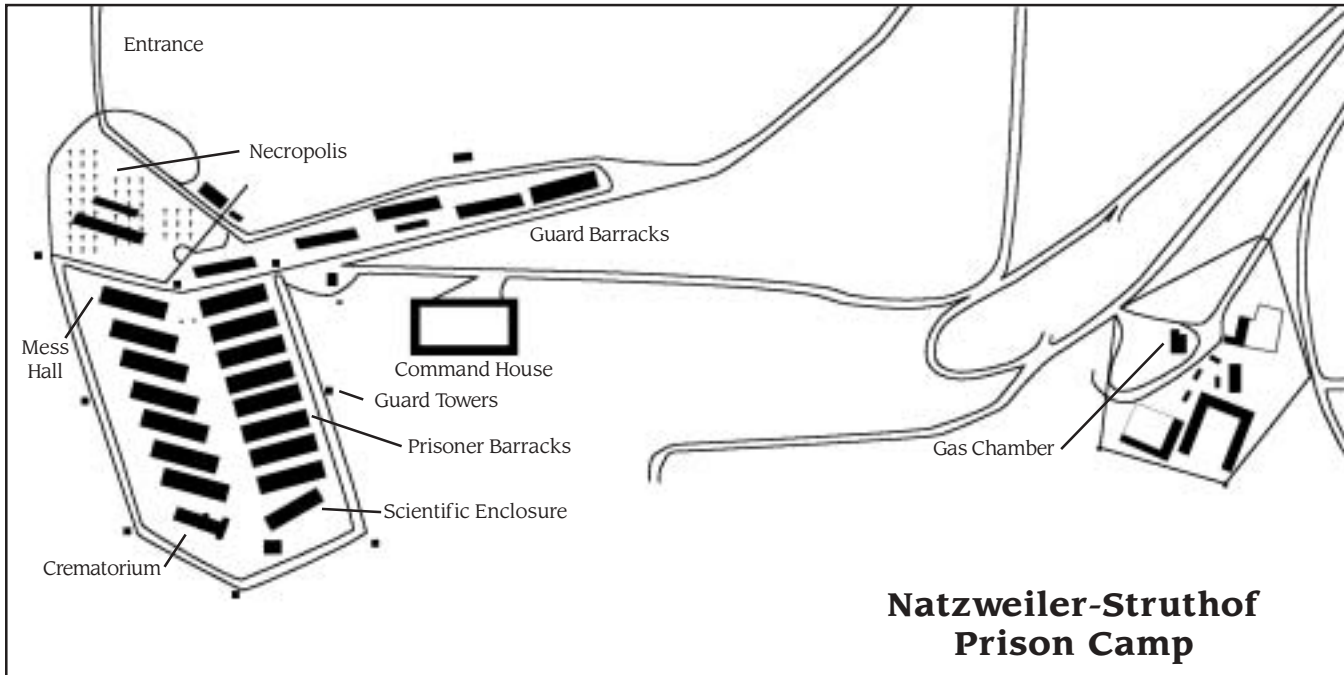 Entrance
Necropolis
Guard Barracks
Mess
Hall
Command House
Guard Towers
Prisoner Barracks
Gas Chamber
Scientific Enclosure
Crematorium
Natzweiler-Struthof
Prison Camp